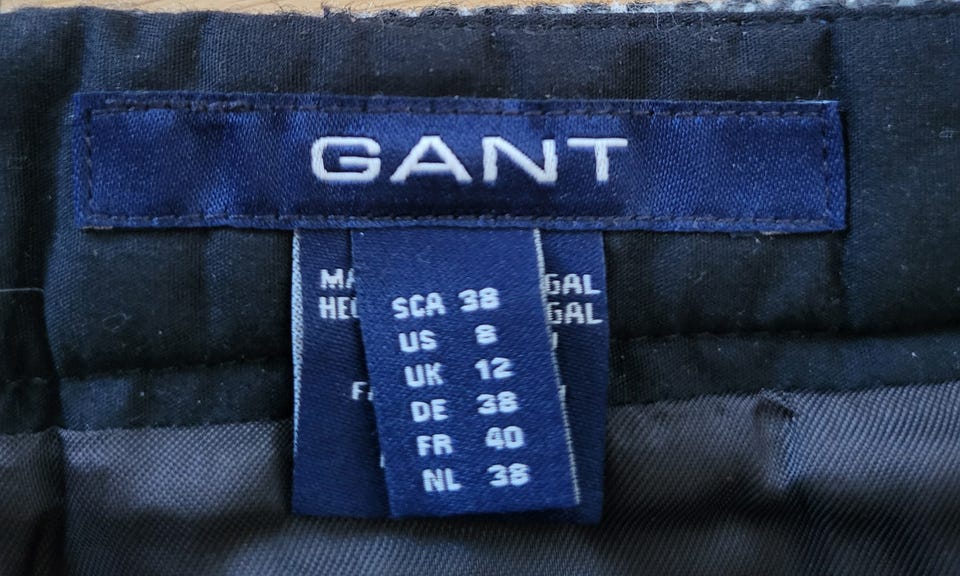 GANT
SCA 38
US 8
UK 12
DE 38
FR 40
NL 38